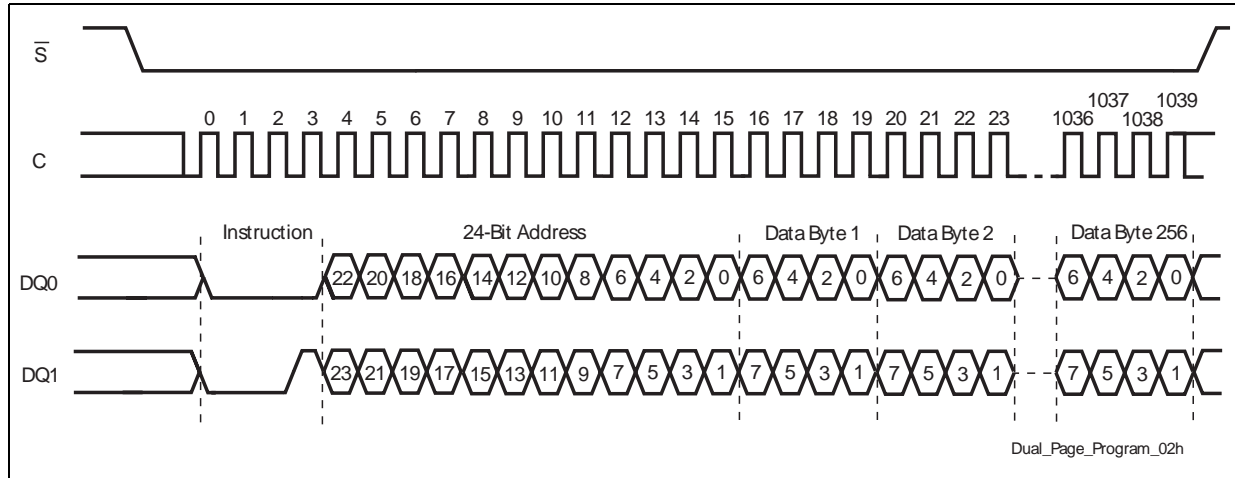 S
1037 1039
0 1 2 3 4 5 6 7 8 9 10 11 12 13 14 15 16 17 18 19 20 21 22 23 1036 1038
C
Instruction 24-Bit Address Data Byte 1 Data Byte 2 Data Byte 256
DQ0 22 20 18 16 14 12 10 8 6 4 2 0 6 4 2 0 6 4 2 0 6 4 2 0
DQ1 23 21 19 17 15 13 11 9 7 5 3 1 7 5 3 1 7 5 3 1 7 5 3 1
Dual_Page_Program_02h